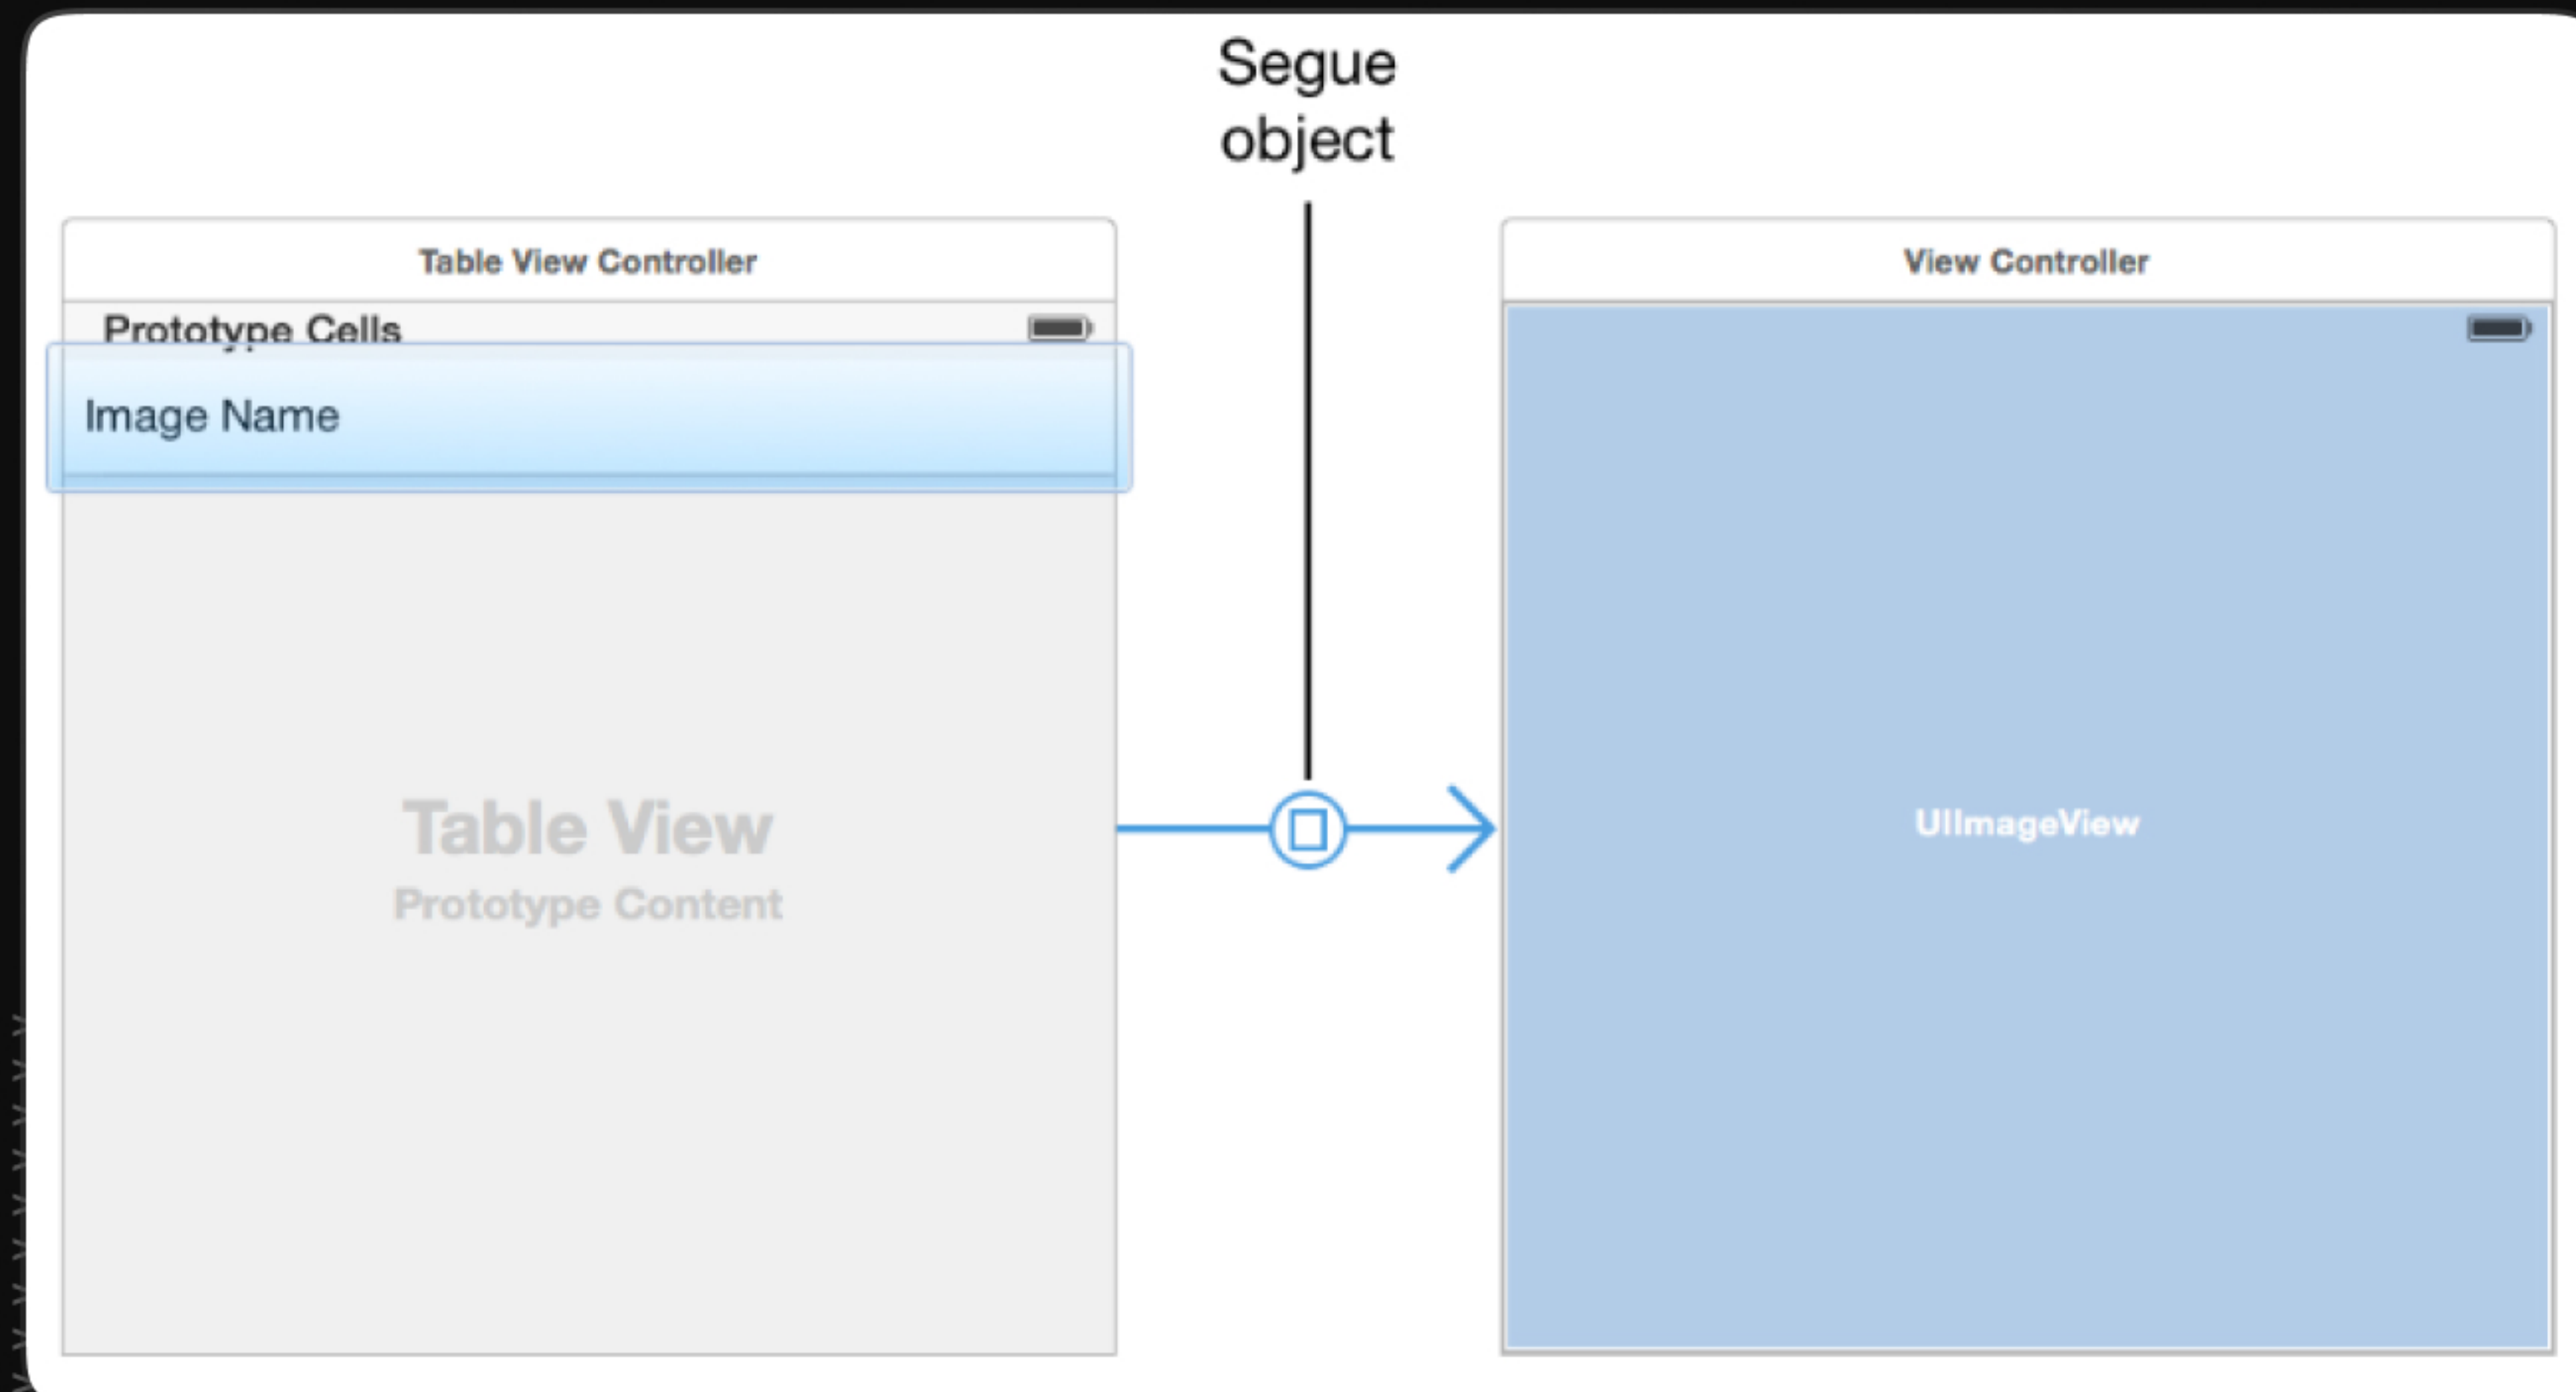 Segue
object
Table View Controller
View Controller
Prototype Cells
Image Name
Table View
Prototype Content
UIImageView